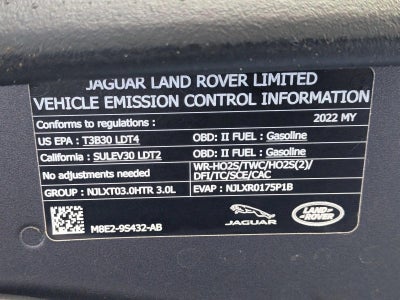 JAGUAR LAND ROVER LIMITED
VEHICLE EMISSION CONTROL INFORMATION
Conforms to regulations : 2022 MY
US EPA : T3B30 LDT4 OBD: II FUEL : Gasoline
California : SULEV30 LDT2 OBD: II FUEL : Gasoline
No adjustments needed WR-HO2S/TWC/HO2S(2)/
DFI/TC/SCE/CAC
GROUP : NJLXT03.0HTR 3.0L EVAP : NJLXR0175P1B
M8E2-9S432-AB JAGUAR LAND-ROVER